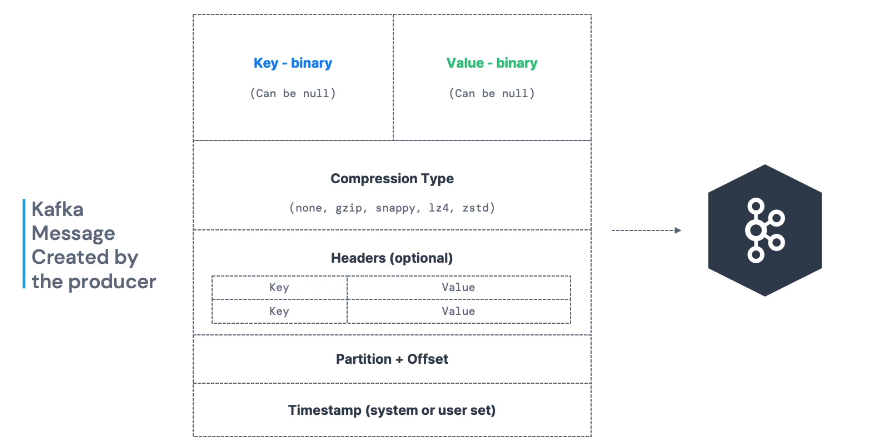 Key - binary
Value - binary
(Can be null)
(Can be null)
Compression Type
(none, gzip, snappy, lz4, zstd)
Kafka
Message
Created by
the producer
Headers (optional)
Key
Value
Key
Value
Partition + Offset
Timestamp (system or user set)